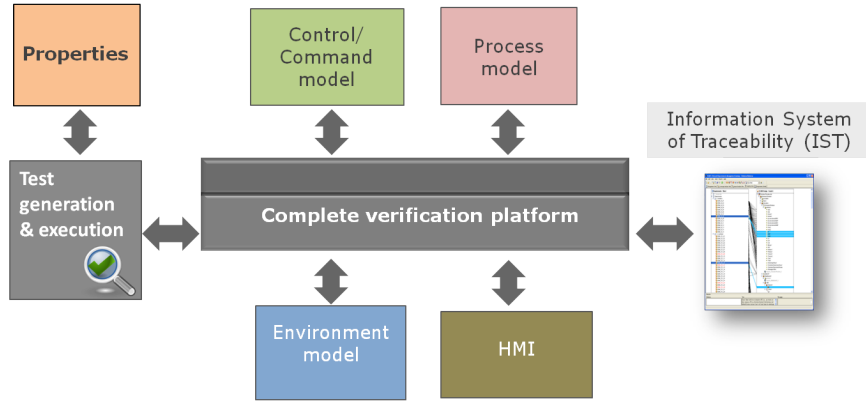 Properties
Control/
Command
model
Process
model
Information System
of Traceability (IST)
Test
generation
& execution
Complete verification platform
Environment
model
HMI